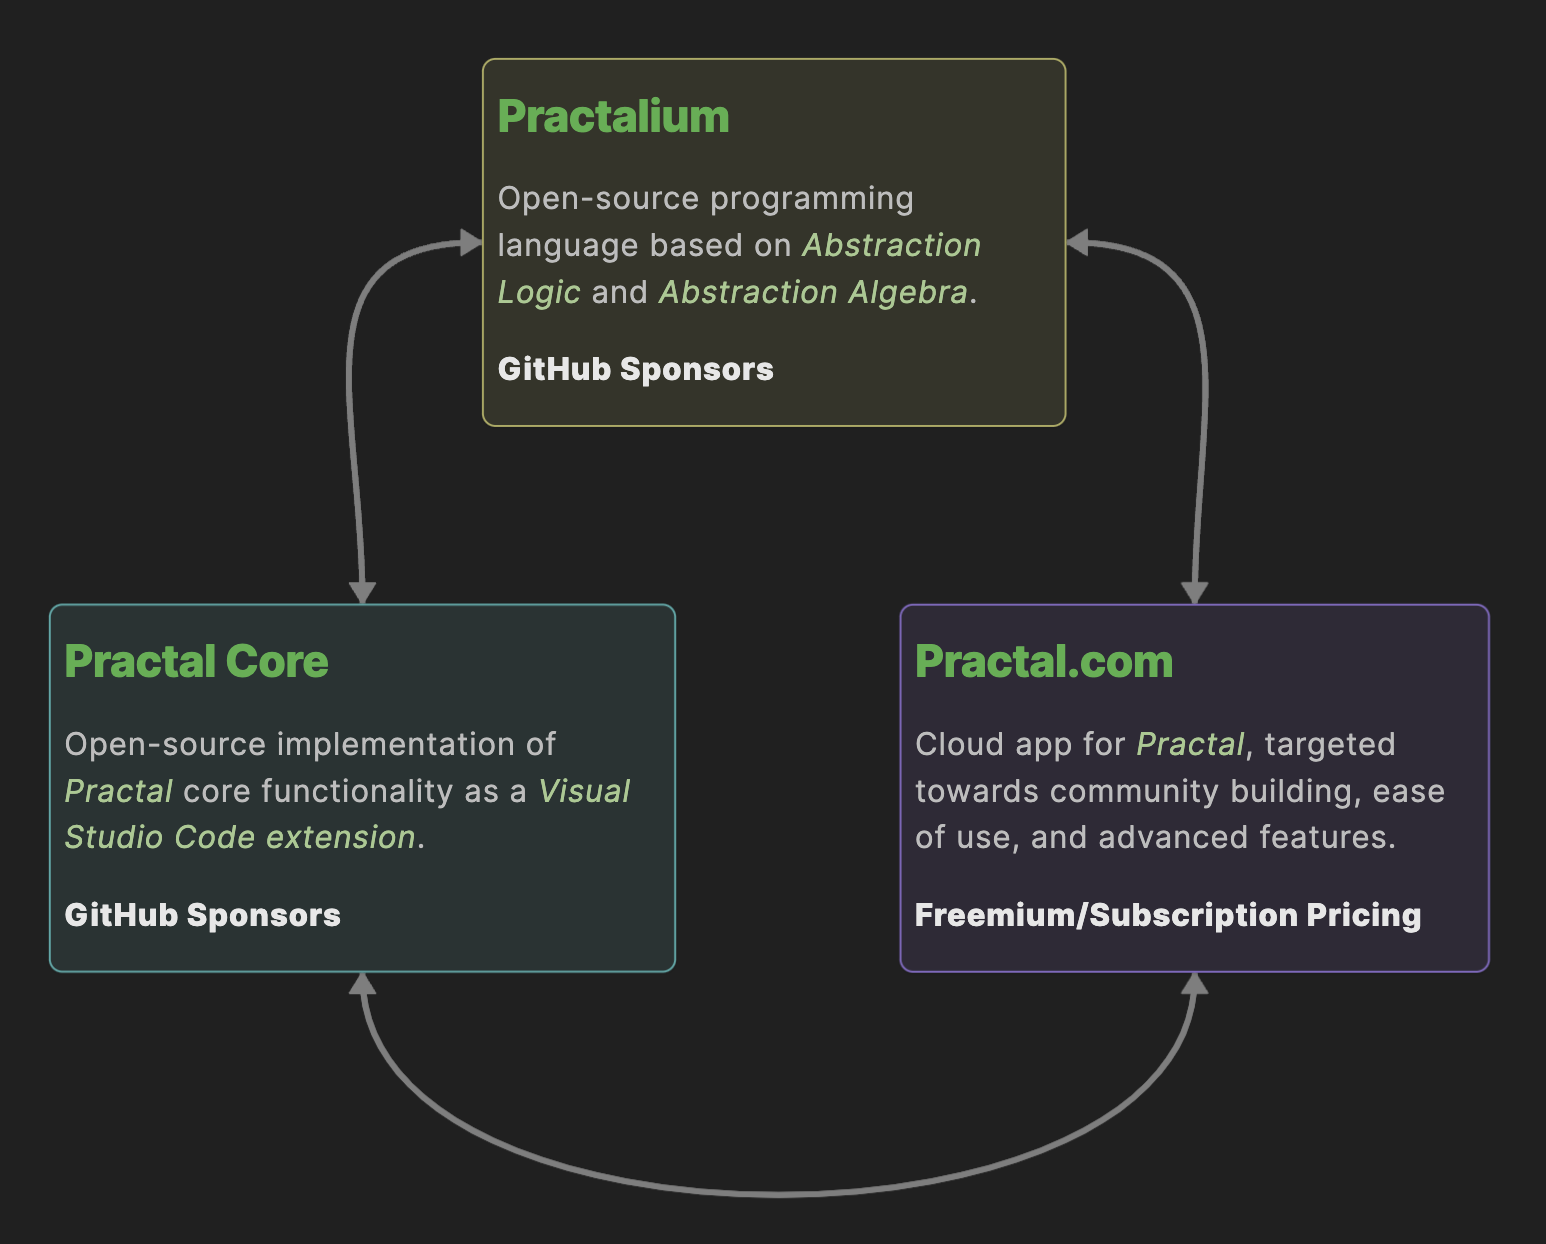 Practalium
Open-source programming
language based on Abstraction
Logic and Abstraction Algebra.
GitHub Sponsors
Practal Core
Open-source implementation of
Practal core functionality as a Visual
Studio Code extension.
GitHub Sponsors
Practal.com
Cloud app for Practal, targeted
towards community building, ease
of use, and advanced features.
Freemium/Subscription Pricing